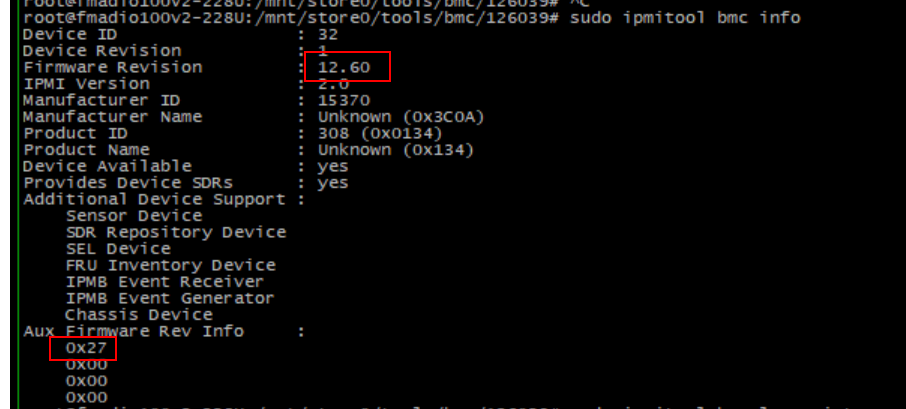 root@fmadio100v2-228U:/mnt/store0/tools/bmc/126039# ^C
root@fmadio100v2-228U:/mnt/store0/tools/bmc/126039# sudo ipmitool bmc info
Device ID                 : 32
Device Revision           : 1
Firmware Revision         : 12.60
IPMI Version              : 2.0
Manufacturer ID           : 15370
Manufacturer Name         : Unknown (0x3C0A)
Product ID                : 308 (0x0134)
Product Name              : Unknown (0x134)
Device Available          : yes
Provides Device SDRs      : yes
Additional Device Support :
    Sensor Device
    SDR Repository Device
    SEL Device
    FRU Inventory Device
    IPMB Event Receiver
    IPMB Event Generator
    Chassis Device
Aux Firmware Rev Info     :
    0x27
    0x00
    0x00
    0x00